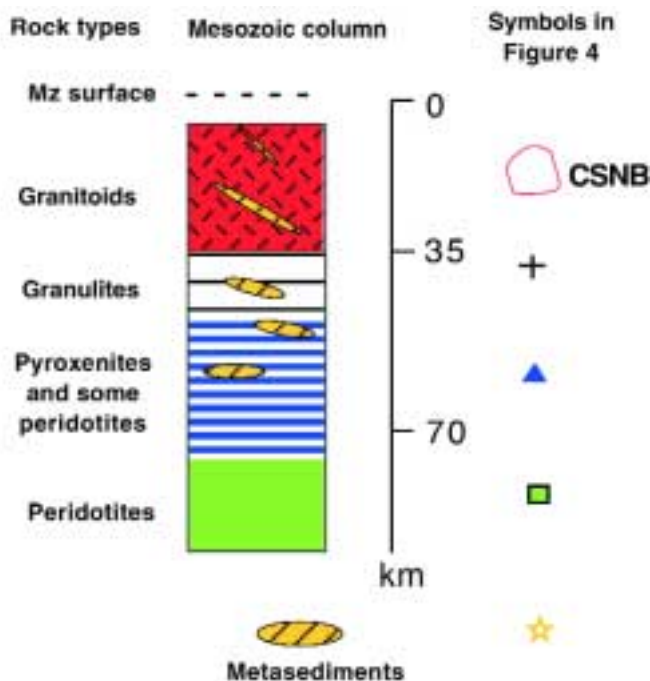 Rock types
Mesozoic column
Symbols in
Figure 4
Mz surface
0
Granitoids
CSNB
35
Granulites
Pyroxenites
and some
peridotites
70
Peridotites
km
Metasediments